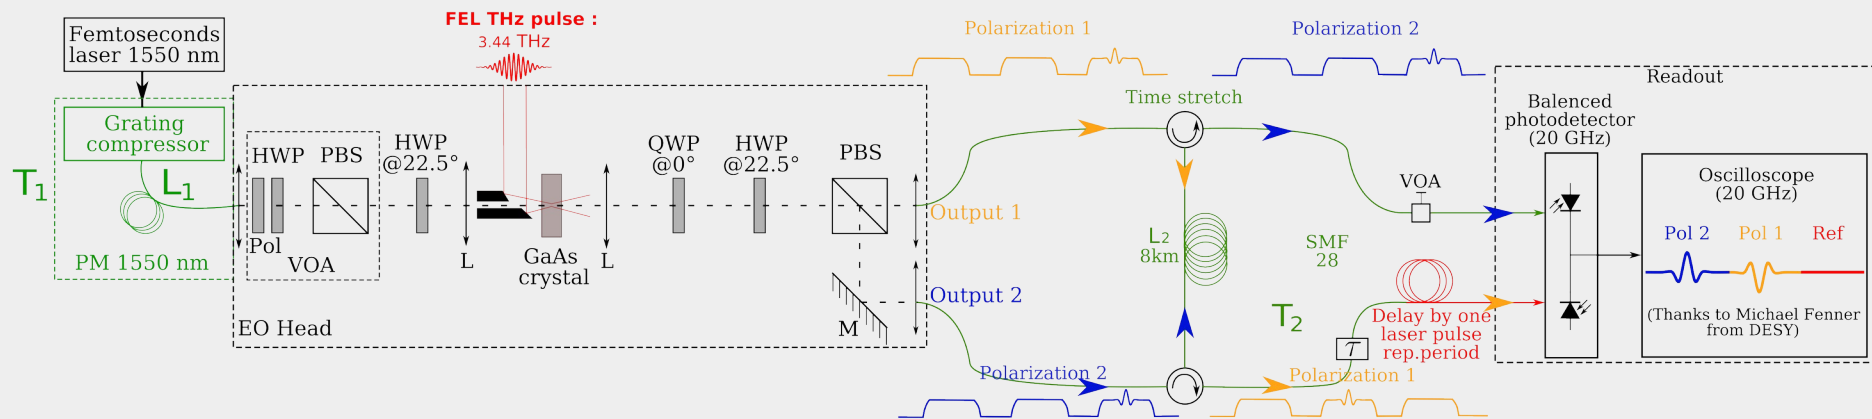 Femtoseconds
laser 1550 nm
T1
Grating
compressor
L1
PM 1550 nm
HWP
PBS
Pol
VOA
EO Head
HWP
@22.5°
L
FEL THz pulse :
3.44 THz
GaAs
crystal
L
QWP
@0°
HWP
@22.5°
PBS
M
Output 1
Output 2
Polarization 1
Polarization 2
Time stretch
L2
8km
SMF
28
T2
Polarization 2
Polarization 1
τ
Delay by one
laser pulse
rep.period
VOA
Readout
Balenced
photodetector
(20 GHz)
Oscilloscope
(20 GHz)
Pol 2
Pol 1
Ref
(Thanks to Michael Fenner
from DESY)